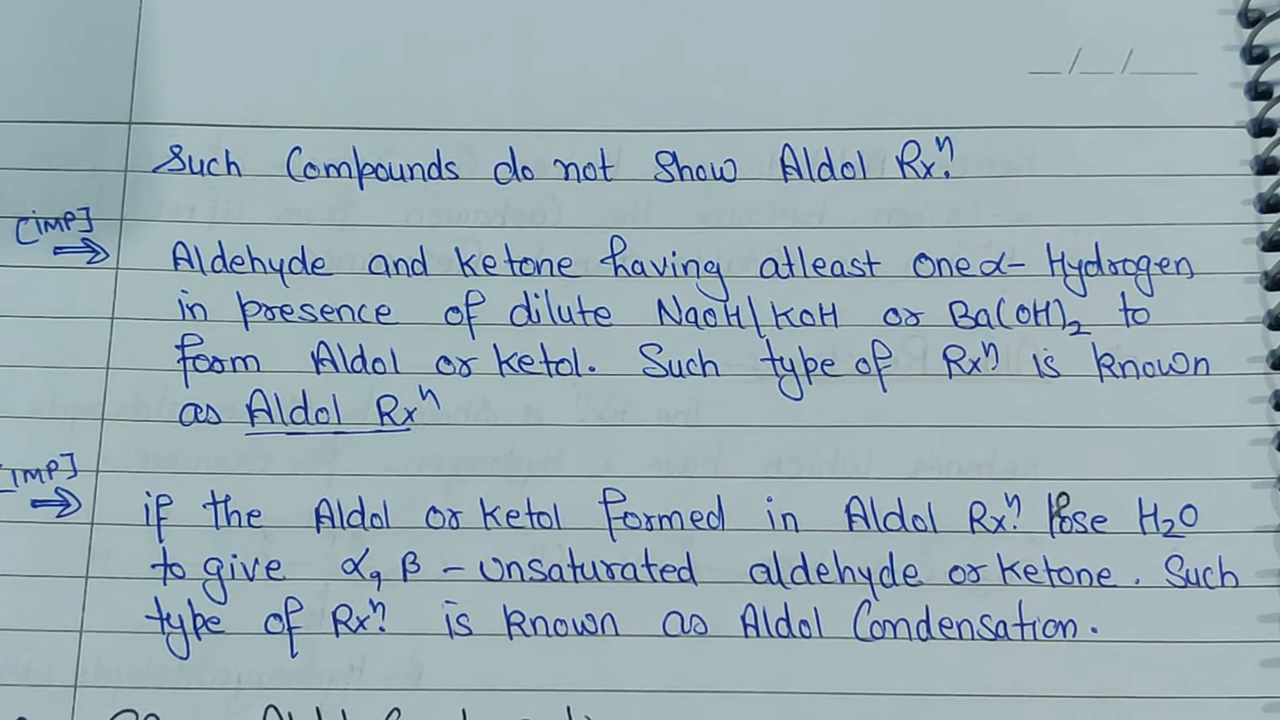 __/__/____
Such Compounds do not Show Aldol Rxⁿ.
[imp]
⇒ Aldehyde and Ketone having atleast one α- Hydrogen
in presence of dilute NaOH/KOH or Ba(OH)₂ to
form Aldol or Ketol. Such type of Rxⁿ is known
as Aldol Rxⁿ
[IMP]
⇒ if the Aldol or Ketol formed in Aldol Rxⁿ. lose H₂O
to give α, β - unsaturated aldehyde or Ketone. Such
type of Rxⁿ. is known as Aldol Condensation.